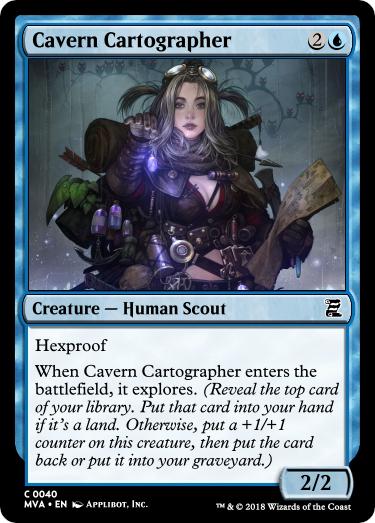 Cavern Cartographer 2
Creature — Human Scout
Hexproof
When Cavern Cartographer enters the
battlefield, it explores. (Reveal the top card
of your library. Put that card into your hand
if it's a land. Otherwise, put a +1/+1
counter on this creature, then put the card
back or put it into your graveyard.)
2/2
C 0040
MVA • EN APPLIBOT, INC.
™ & © 2018 Wizards of the Coast